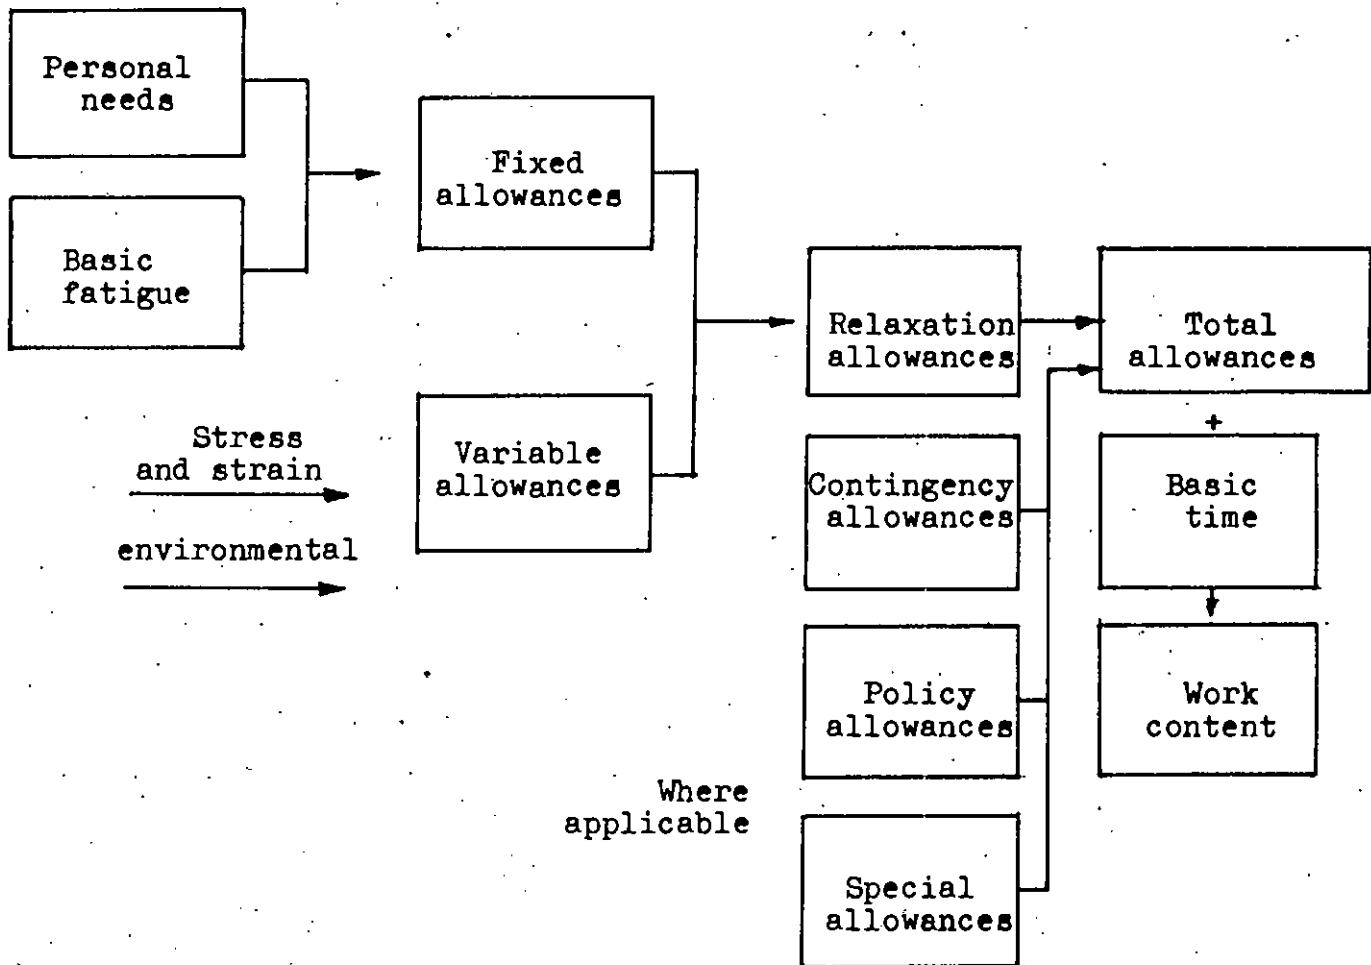 Personal
needs
Basic
fatigue
Stress
and strain
environmental
Fixed
allowances
Variable
allowances
Relaxation
allowances
Contingency
allowances
Policy
allowances
Where
applicable
Special
allowances
Total
allowances
+
Basic
time
Work
content